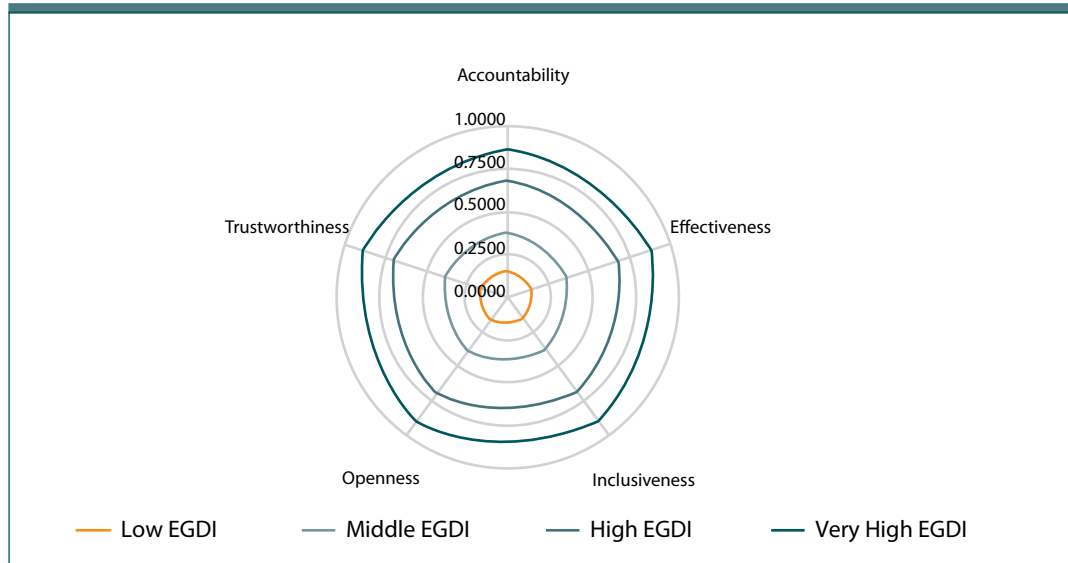 Accountability
1.0000
0.7500
Trustworthiness
Effectiveness
0.5000
0.2500
0.0000
Openness
Inclusiveness
Low EGDI
Middle EGDI
High EGDI
Very High EGDI